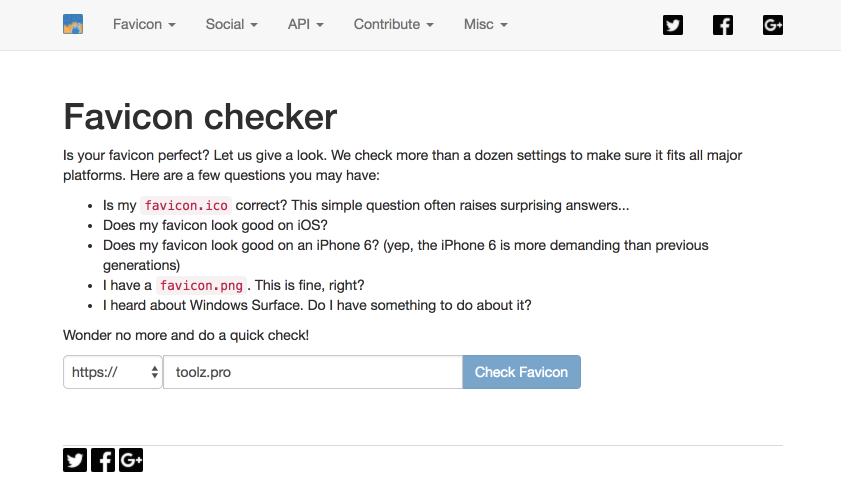 Favicon Social API Contribute Misc
Favicon checker
Is your favicon perfect? Let us give a look. We check more than a dozen settings to make sure it fits all major
platforms. Here are a few questions you may have:
Is my favicon.ico correct? This simple question often raises surprising answers...
Does my favicon look good on iOS?
Does my favicon look good on an iPhone 6? (yep, the iPhone 6 is more demanding than previous
generations)
I have a favicon.png. This is fine, right?
I heard about Windows Surface. Do I have something to do about it?
Wonder no more and do a quick check!
https:// toolz.pro Check Favicon